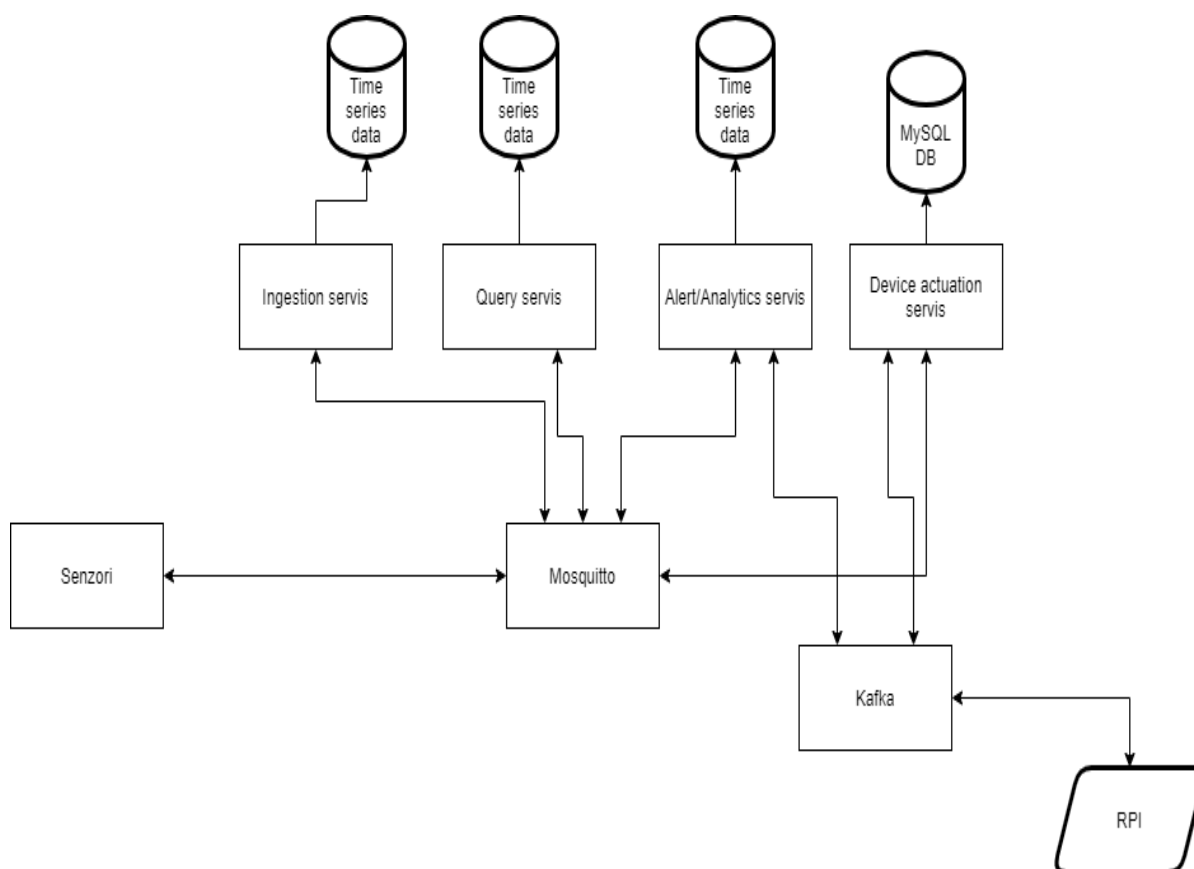 Time
series
data
Time
series
data
Time
series
data
MySQL
DB
Ingestion servis
Query servis
Alert/Analytics servis
Device actuation
servis
Senzori
Mosquitto
Kafka
RPI